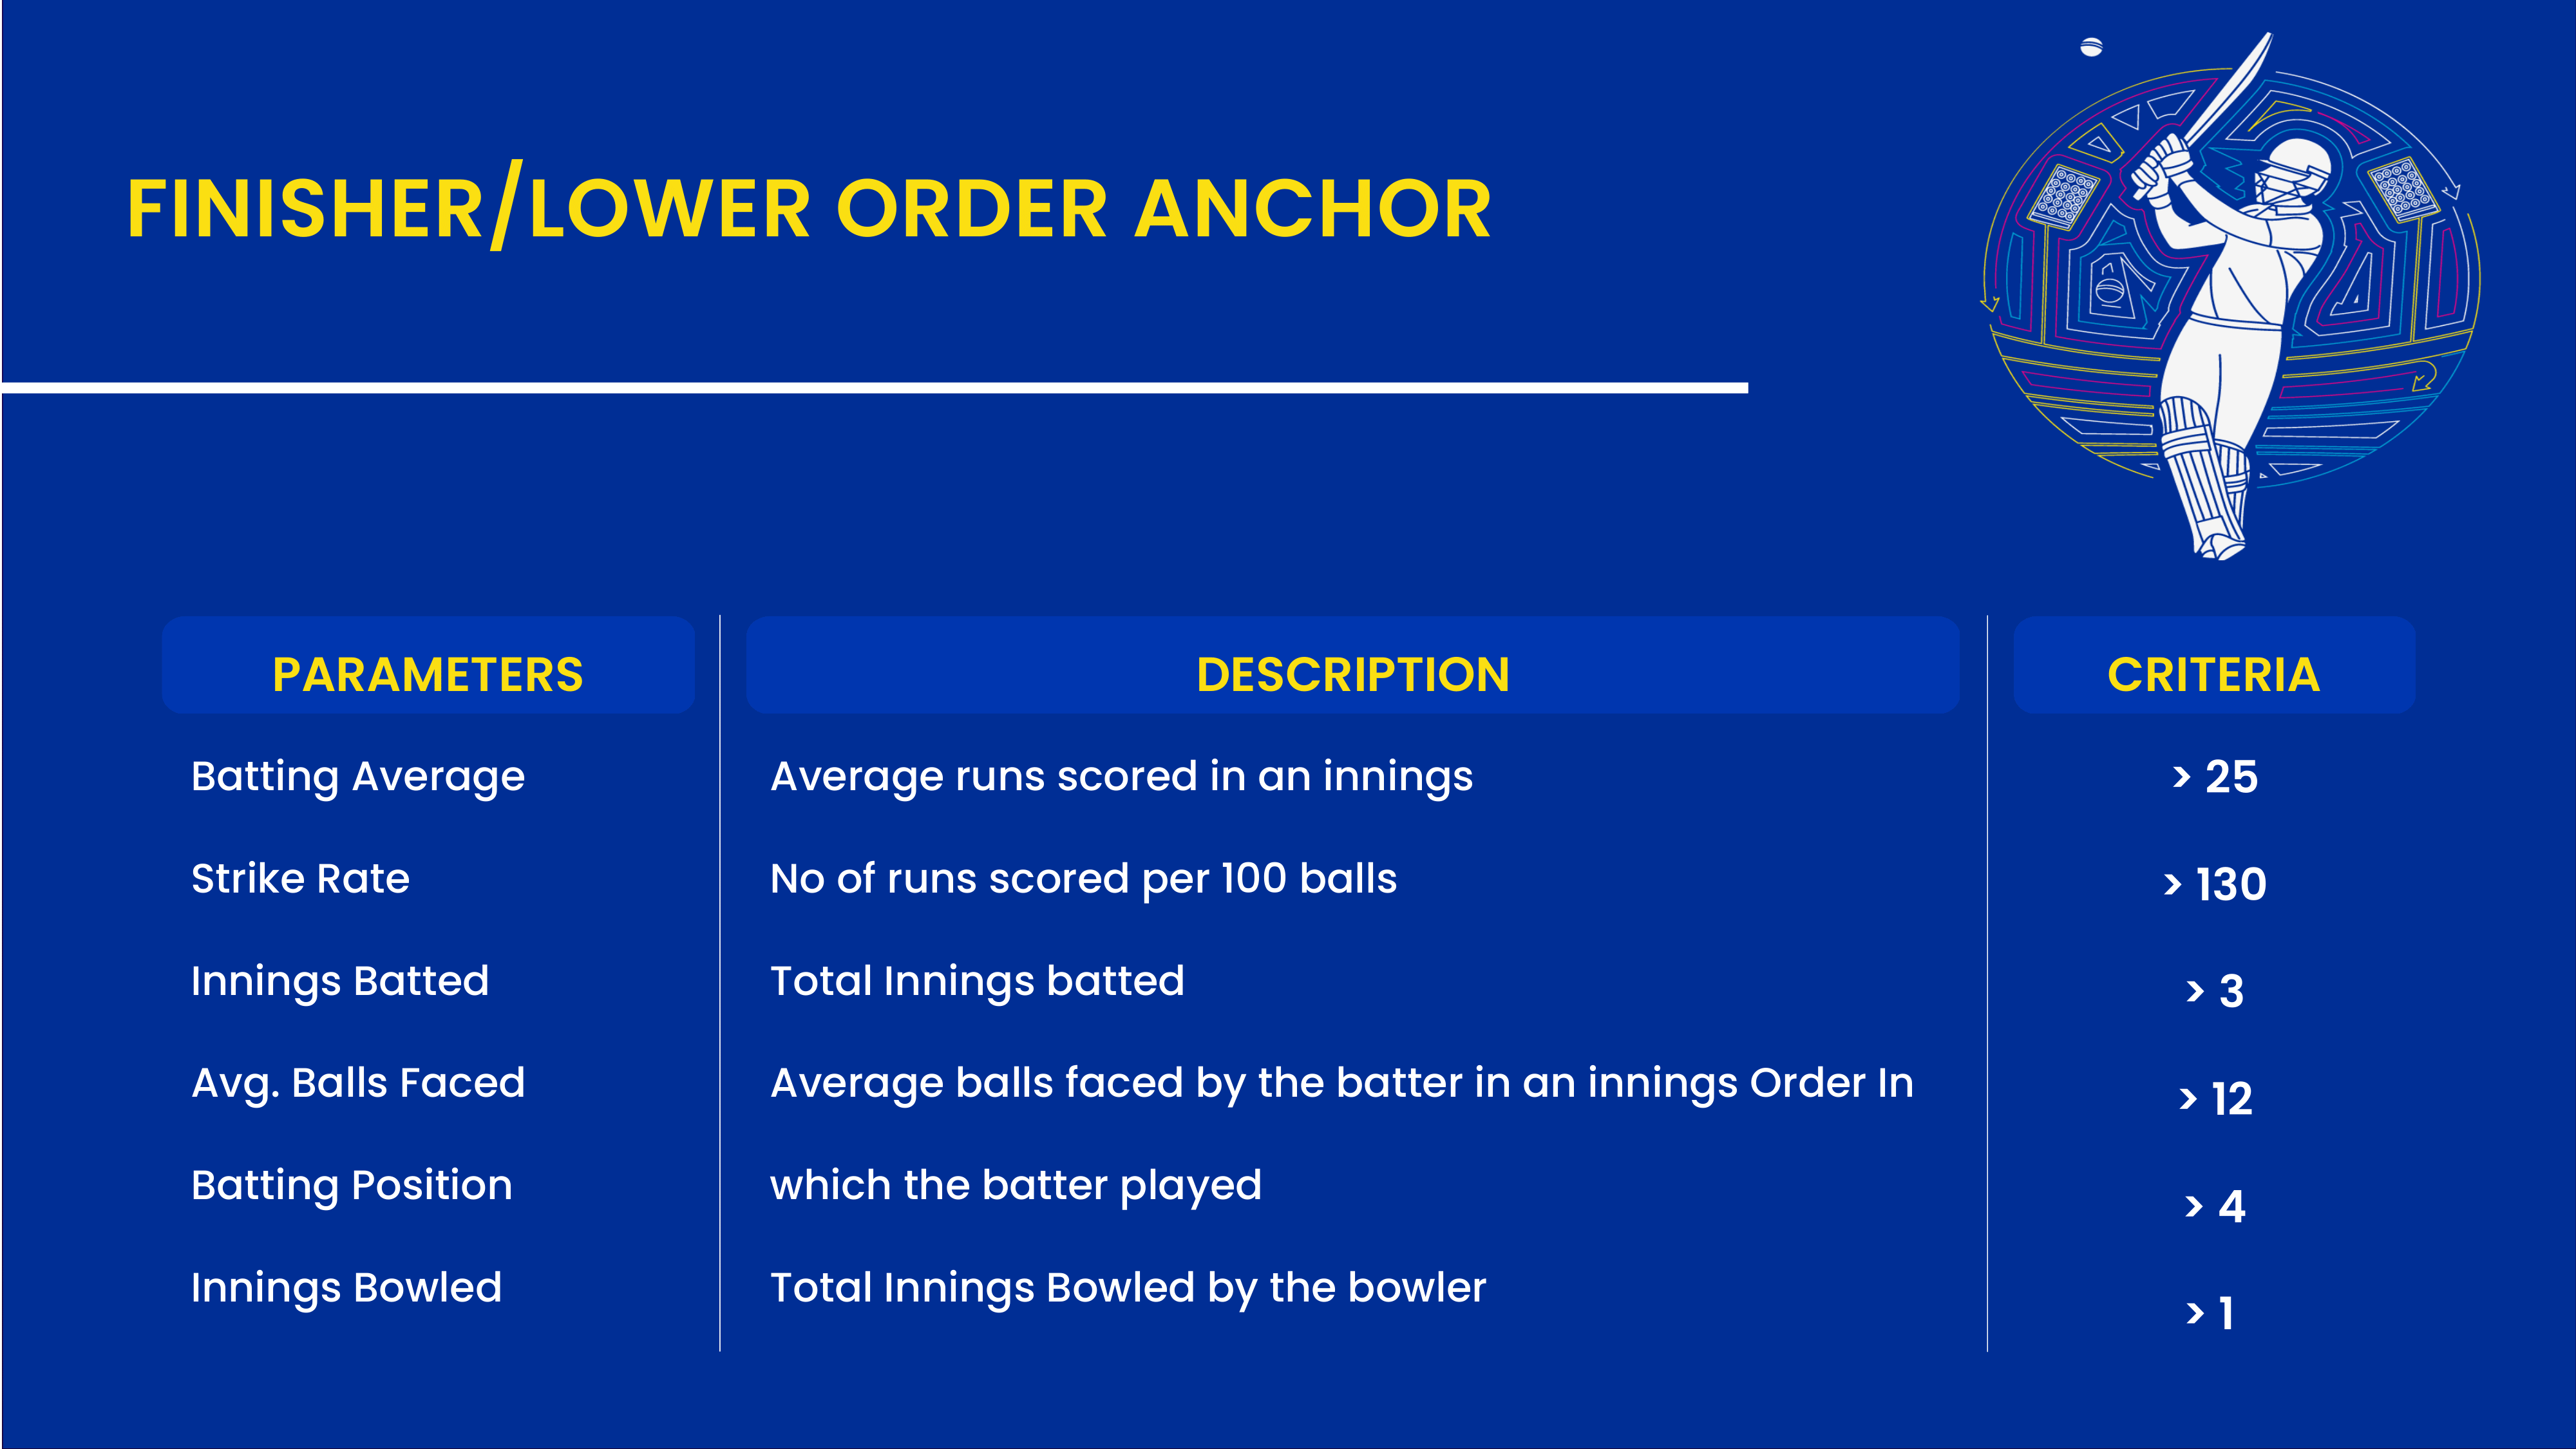 FINISHER/LOWER ORDER ANCHOR
PARAMETERS DESCRIPTION CRITERIA
Batting Average Average runs scored in an innings > 25
Strike Rate No of runs scored per 100 balls > 130
Innings Batted Total Innings batted > 3
Avg. Balls Faced Average balls faced by the batter in an innings Order In > 12
Batting Position which the batter played > 4
Innings Bowled Total Innings Bowled by the bowler > 1